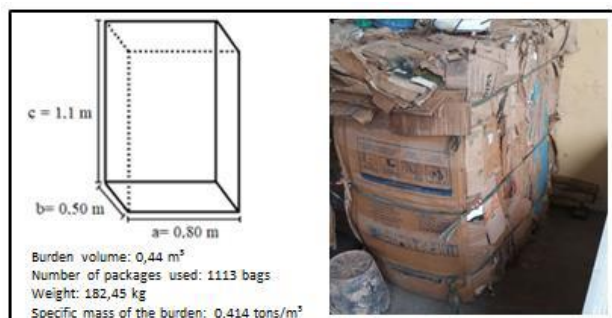 c = 1.1 m
b= 0.50 m
a= 0,80 m
Burden volume: 0,44 m³
Number of packages used: 1113 bags
Weight: 182,45 kg
Specific mass of the burden: 0,414 tons/m³